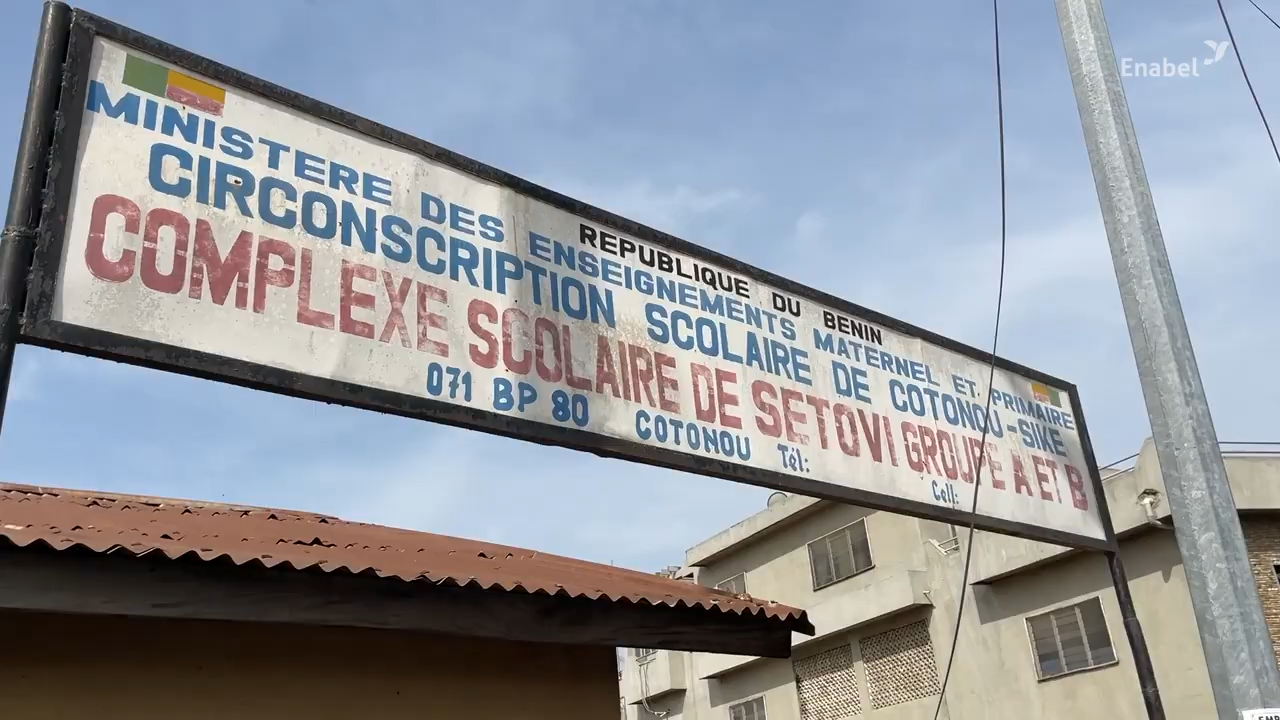 Enabel
REPUBLIQUE DU BENIN
MINISTERE DES ENSEIGNEMENTS MATERNEL ET PRIMAIRE
CIRCONSCRIPTION SCOLAIRE DE COTONOU-SIKE
COMPLEXE SCOLAIRE DE SETOVI GROUPE A ET B
071 BP 80 COTONOU Tél:
Cell: